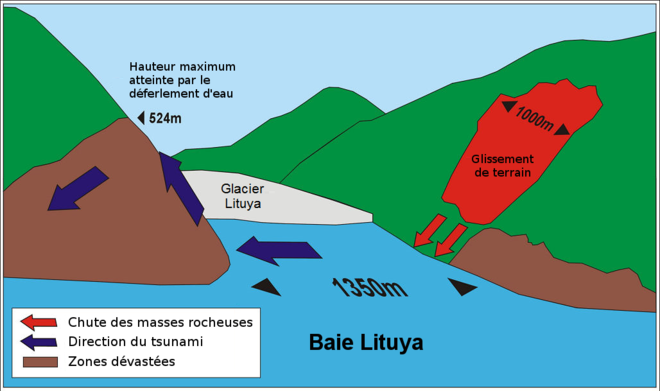 Hauteur maximum
atteinte par le
déferlement d'eau
524m
1000m
Glissement
de terrain
Glacier
Lituya
1350m
Baie Lituya
Chute des masses rocheuses
Direction du tsunami
Zones dévastées